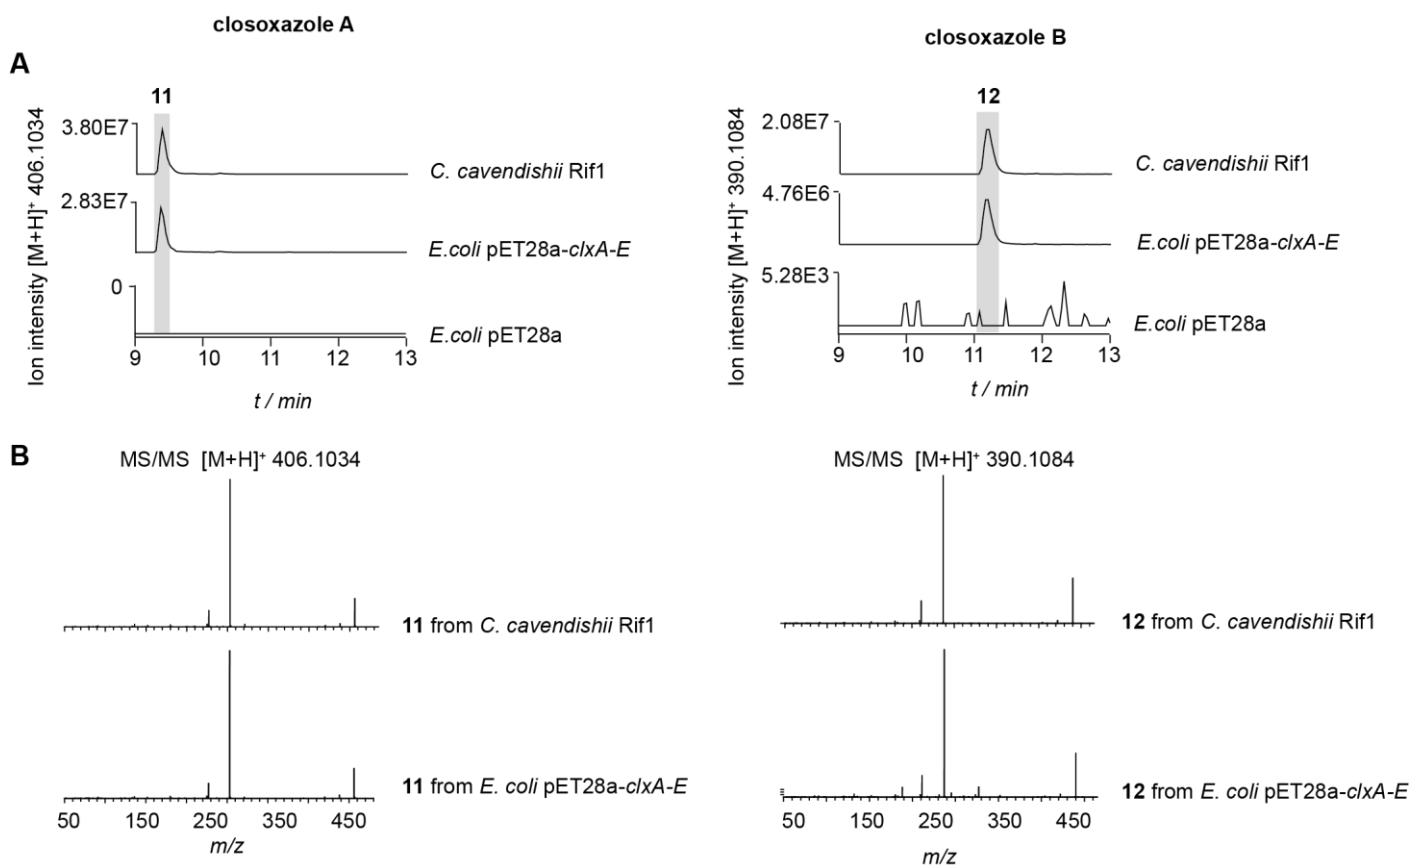 closoxazole A
closoxazole B
A
11
12
Ion intensity [M+H]⁺ 406.1034
3.80E7
C. cavendishii Rif1
2.83E7
E.coli pET28a-clxA-E
0
E.coli pET28a
9 10 11 12 13
t / min
Ion intensity [M+H]⁺ 390.1084
2.08E7
C. cavendishii Rif1
4.76E6
E.coli pET28a-clxA-E
5.28E3
E.coli pET28a
9 10 11 12 13
t / min
B
MS/MS [M+H]⁺ 406.1034
11 from C. cavendishii Rif1
11 from E. coli pET28a-clxA-E
50 150 250 350 450
m/z
MS/MS [M+H]⁺ 390.1084
12 from C. cavendishii Rif1
12 from E. coli pET28a-clxA-E
50 150 250 350 450
m/z